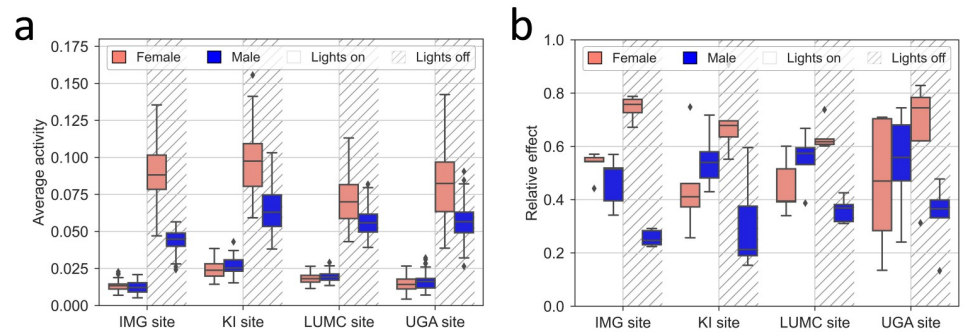 a
0.175
0.150
0.125
0.100
0.075
0.050
0.025
0.000
Average activity
Female Male Lights on Lights off
IMG site KI site LUMC site UGA site
b
1.0
0.8
0.6
0.4
0.2
0.0
Relative effect
Female Male Lights on Lights off
IMG site KI site LUMC site UGA site